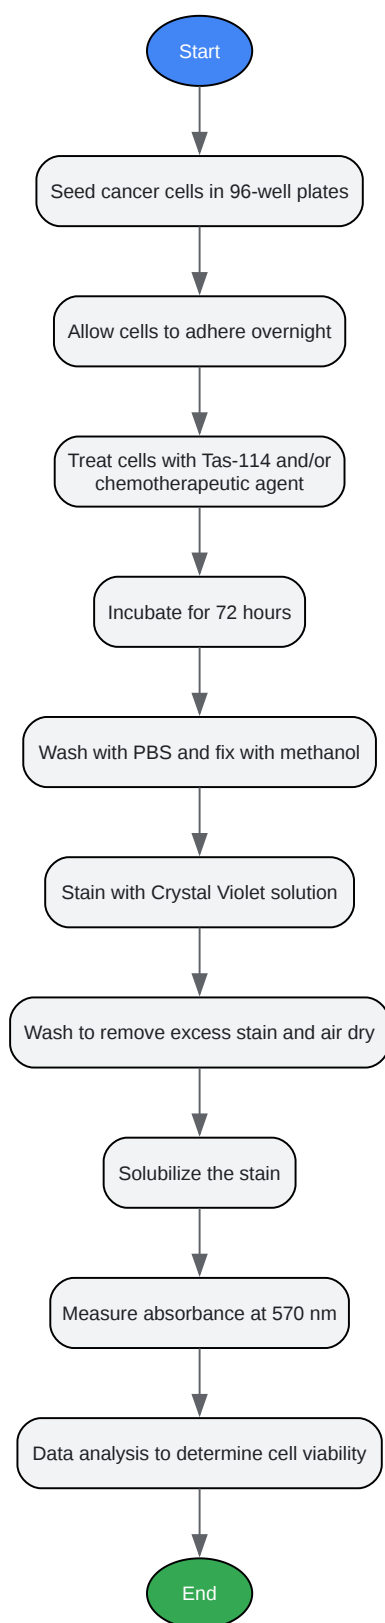 Start
Seed cancer cells in 96-well plates
Allow cells to adhere overnight
Treat cells with Tas-114 and/or
chemotherapeutic agent
Incubate for 72 hours
Wash with PBS and fix with methanol
Stain with Crystal Violet solution
Wash to remove excess stain and air dry
Solubilize the stain
Measure absorbance at 570 nm
Data analysis to determine cell viability
End